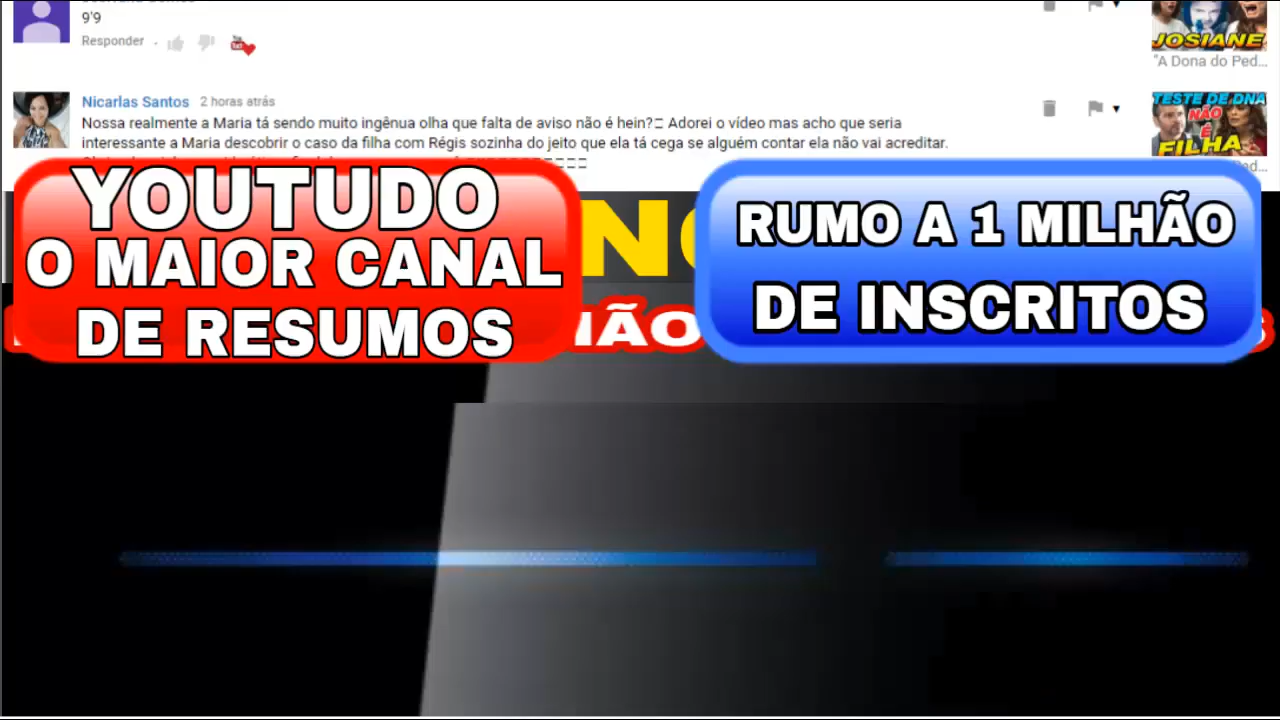 9'9
Responder
JOSIANE
"A Dona do Ped...
Nicarlas Santos 2 horas atrás
Nossa realmente a Maria tá sendo muito ingênua olha que falta de aviso não é hein?□ Adorei o vídeo mas acho que seria
interessante a Maria descobrir o caso da filha com Régis sozinha do jeito que ela tá cega se alguém contar ela não vai acreditar.
TESTE DE DNA
NÃO
É
FILHA
YOUTUDO
O MAIOR CANAL
DE RESUMOS
RUMO A 1 MILHÃO
DE INSCRITOS